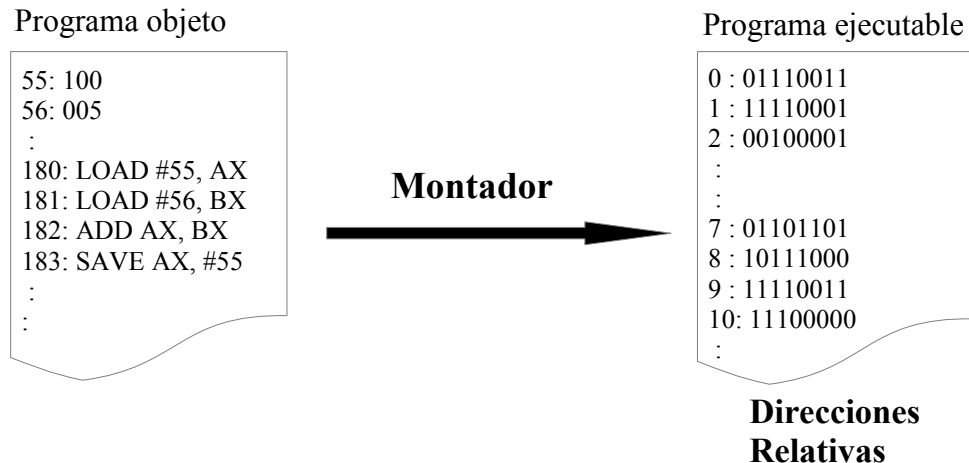 Programa objeto
55: 100
56: 005
:
180: LOAD #55, AX
181: LOAD #56, BX
182: ADD AX, BX
183: SAVE AX, #55
:
:
Montador
Programa ejecutable
0 : 01110011
1 : 11110001
2 : 00100001
:
:
7 : 01101101
8 : 10111000
9 : 11110011
10: 11100000
:
Direcciones
Relativas